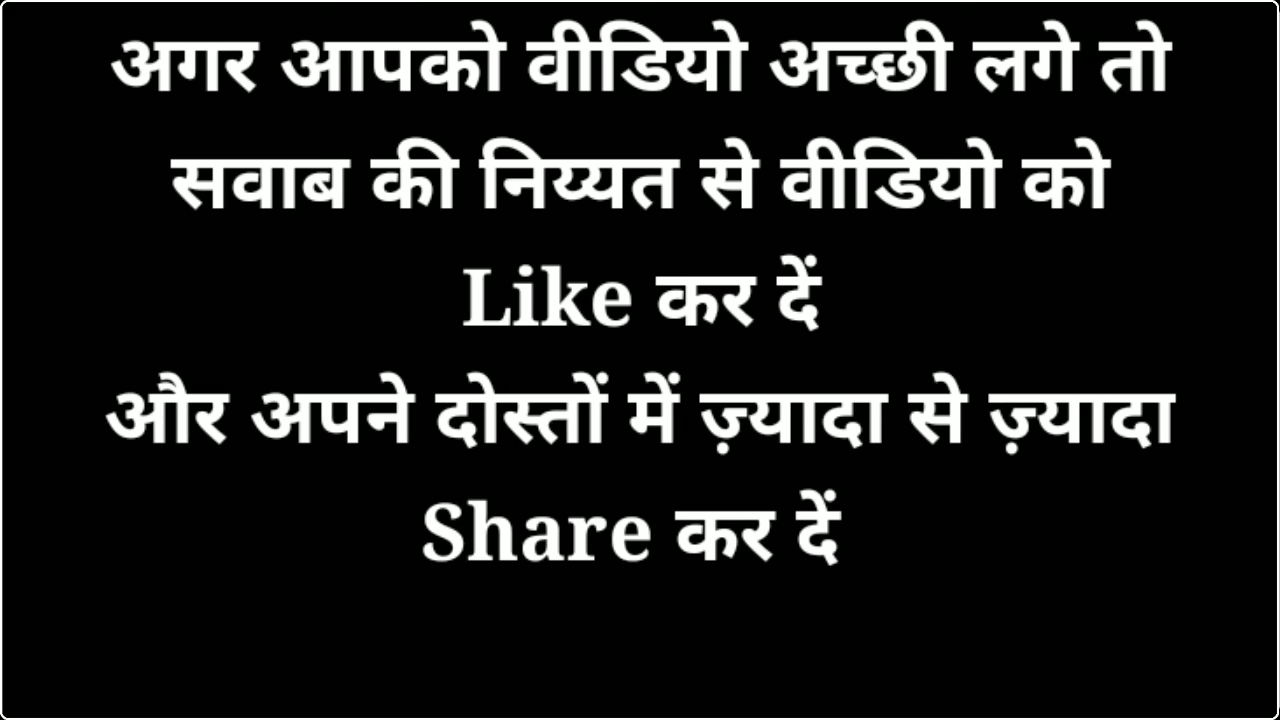 अगर आपको वीडियो अच्छी लगे तो
सवाब की निय्यत से वीडियो को
Like कर दें
और अपने दोस्तों में ज़्यादा से ज़्यादा
Share कर दें